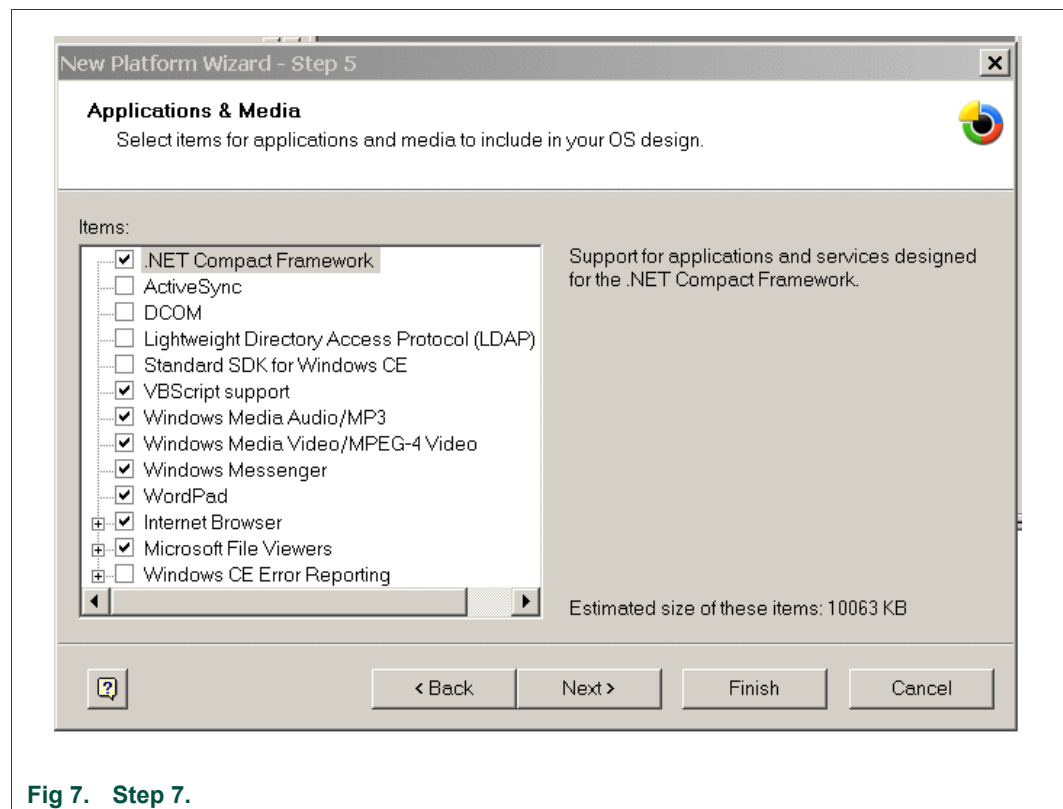 New Platform Wizard - Step 5
Applications & Media
Select items for applications and media to include in your OS design.
Items:
.NET Compact Framework
ActiveSync
DCOM
Lightweight Directory Access Protocol (LDAP)
Standard SDK for Windows CE
VBScript support
Windows Media Audio/MP3
Windows Media Video/MPEG-4 Video
Windows Messenger
WordPad
Internet Browser
Microsoft File Viewers
Windows CE Error Reporting
Support for applications and services designed
for the .NET Compact Framework.
Estimated size of these items: 10063 KB
< Back
Next >
Finish
Cancel
Fig 7. Step 7.